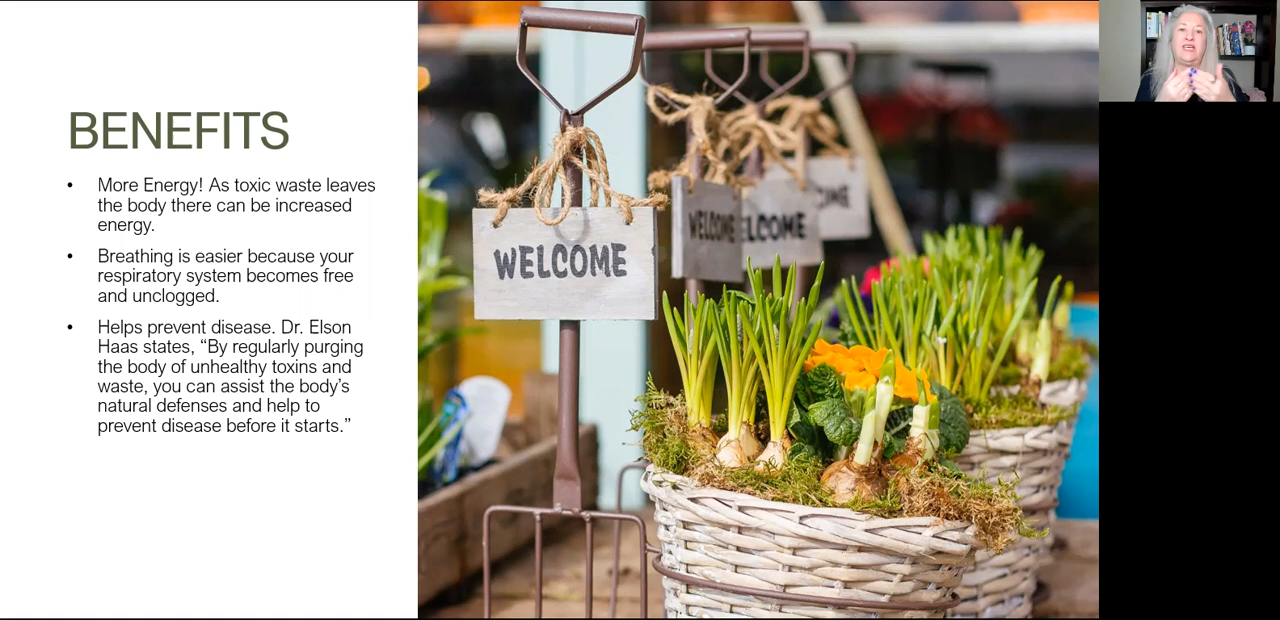 BENEFITS
• More Energy! As toxic waste leaves
the body there can be increased
energy.
• Breathing is easier because your
respiratory system becomes free
and unclogged.
• Helps prevent disease. Dr. Elson
Haas states, “By regularly purging
the body of unhealthy toxins and
waste, you can assist the body’s
natural defenses and help to
prevent disease before it starts.”
WELCOME
WELCOME
ELCOME
OME